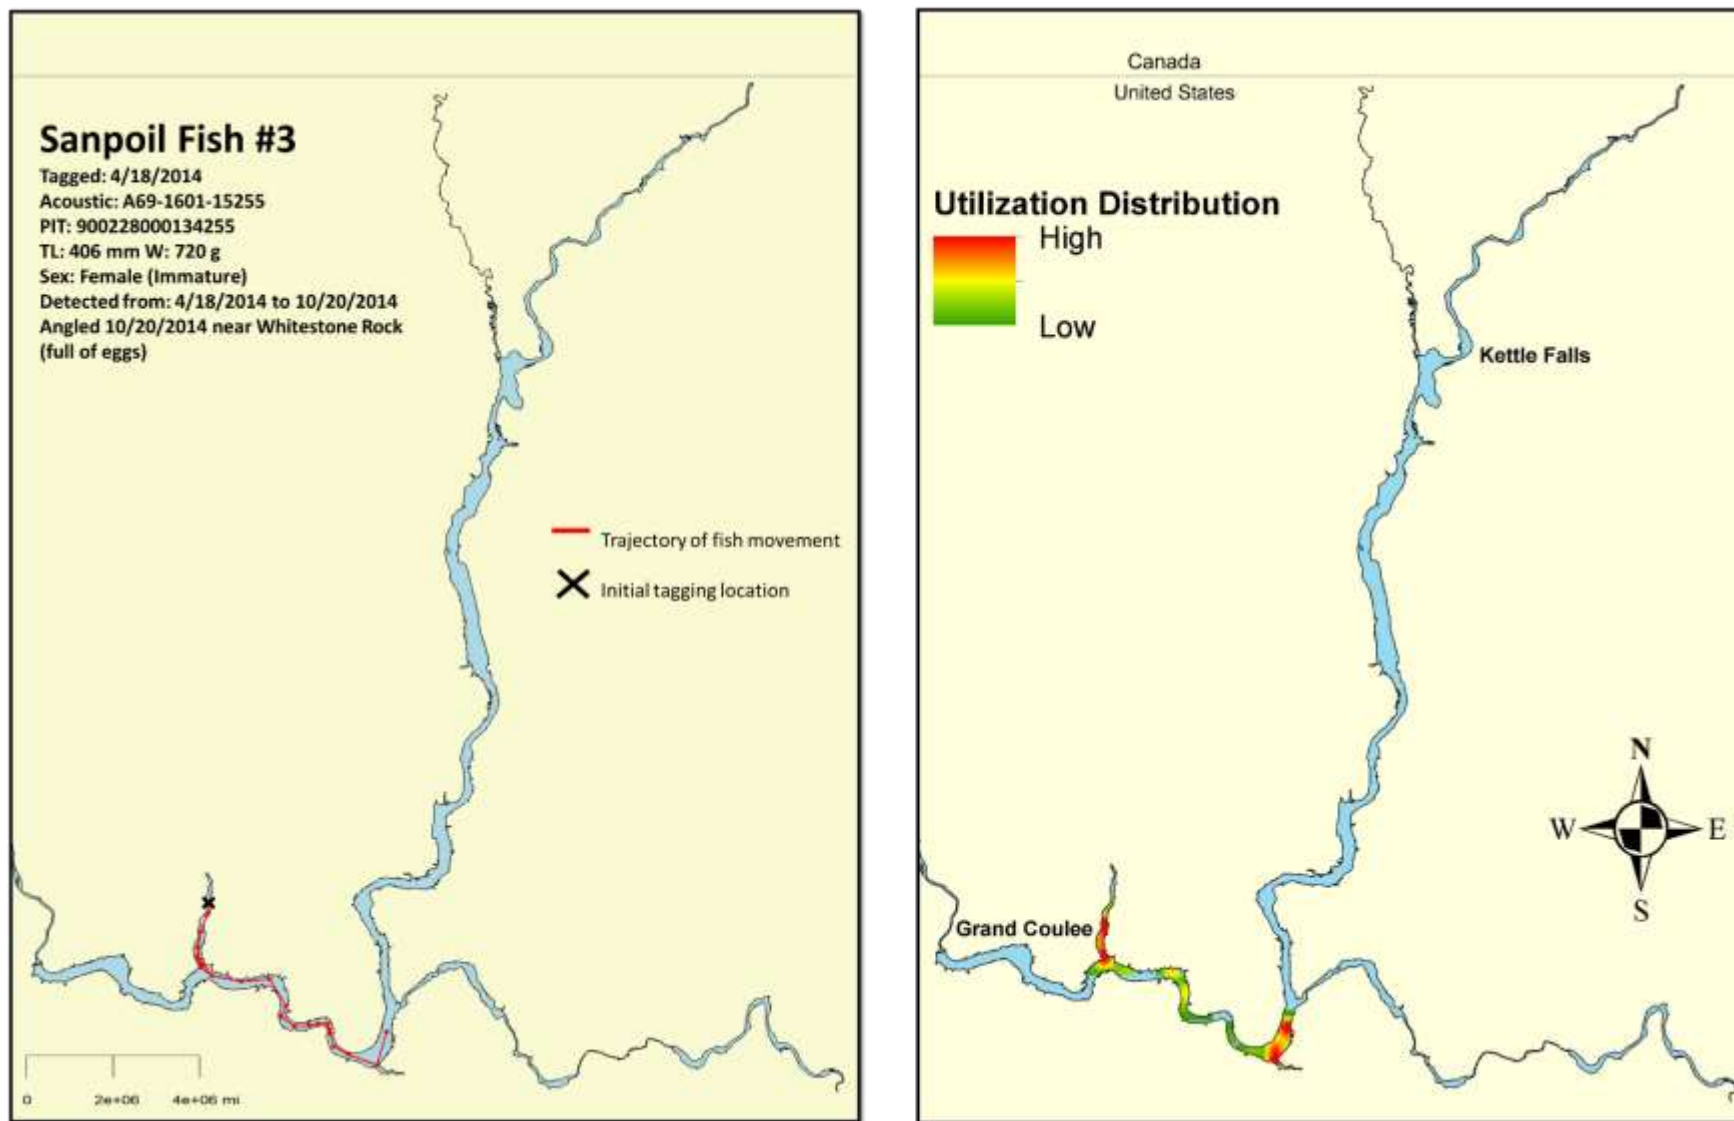 Sanpoil Fish #3
Tagged: 4/18/2014
Acoustic: A69-1601-15255
PIT: 900228000134255
TL: 406 mm W: 720 g
Sex: Female (Immature)
Detected from: 4/18/2014 to 10/20/2014
Angled 10/20/2014 near Whitestone Rock
(full of eggs)
Trajectory of fish movement
Initial tagging location
0 2e+06 4e+06 mi
Canada
United States
Utilization Distribution
High
Low
Kettle Falls
Grand Coulee
N
W E
S